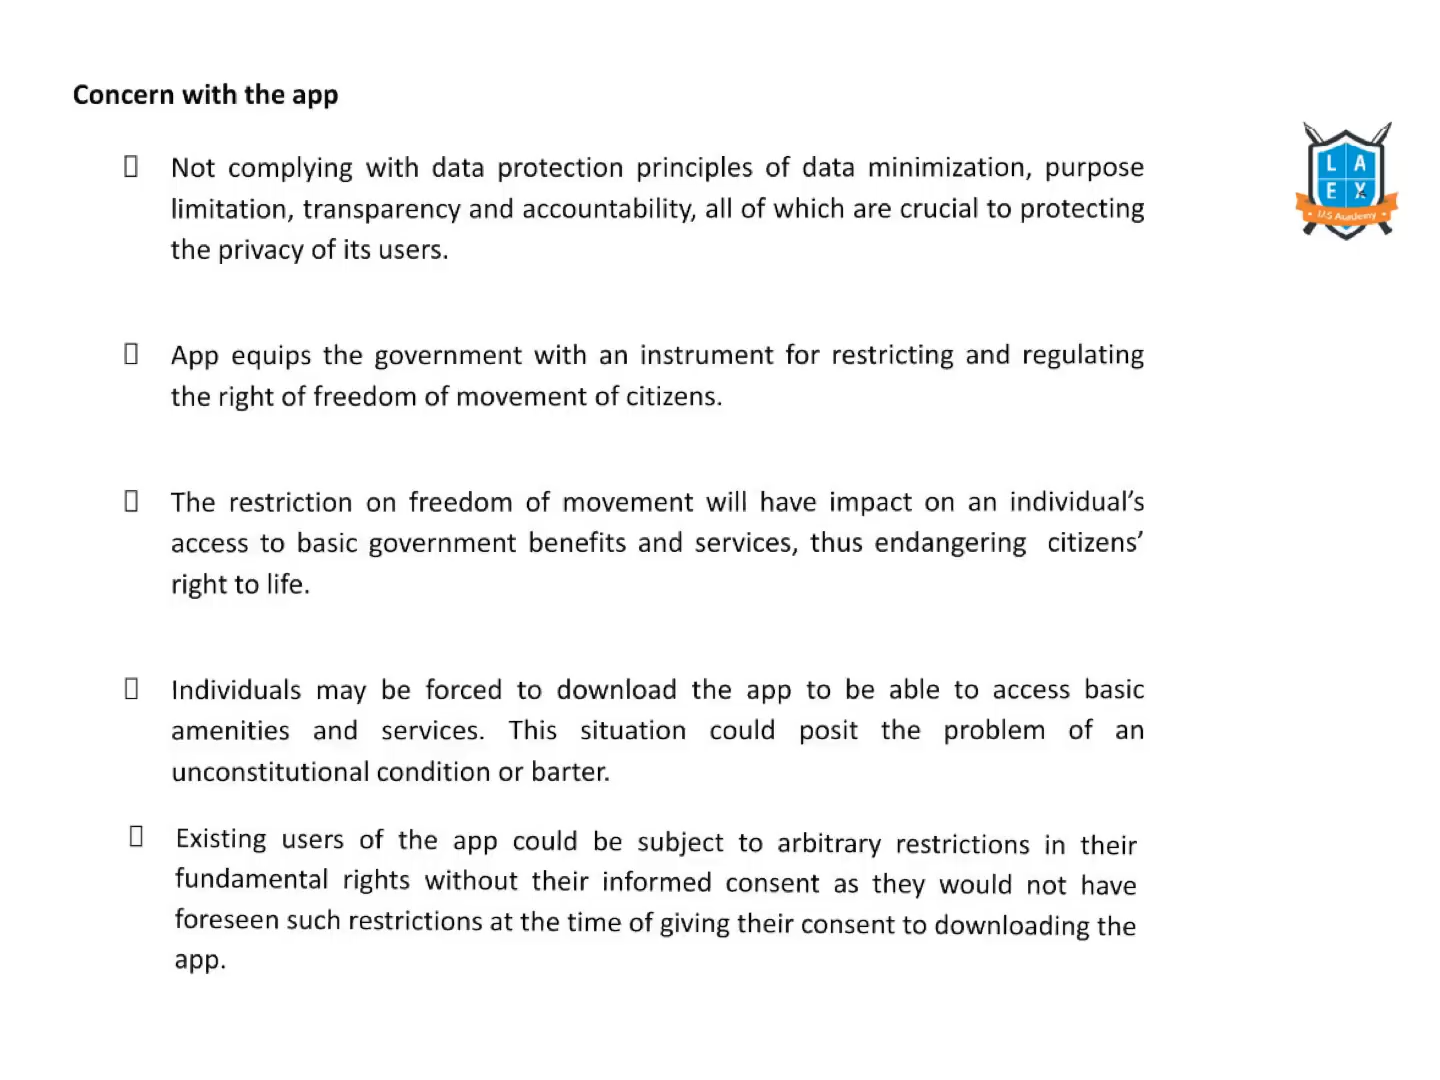 Concern with the app
Not complying with data protection principles of data minimization, purpose
limitation, transparency and accountability, all of which are crucial to protecting
the privacy of its users.
App equips the government with an instrument for restricting and regulating
the right of freedom of movement of citizens.
The restriction on freedom of movement will have impact on an individual’s
access to basic government benefits and services, thus endangering citizens’
right to life.
Individuals may be forced to download the app to be able to access basic
amenities and services. This situation could posit the problem of an
unconstitutional condition or barter.
Existing users of the app could be subject to arbitrary restrictions in their
fundamental rights without their informed consent as they would not have
foreseen such restrictions at the time of giving their consent to downloading the
app.
L A
E X
IAS Academy